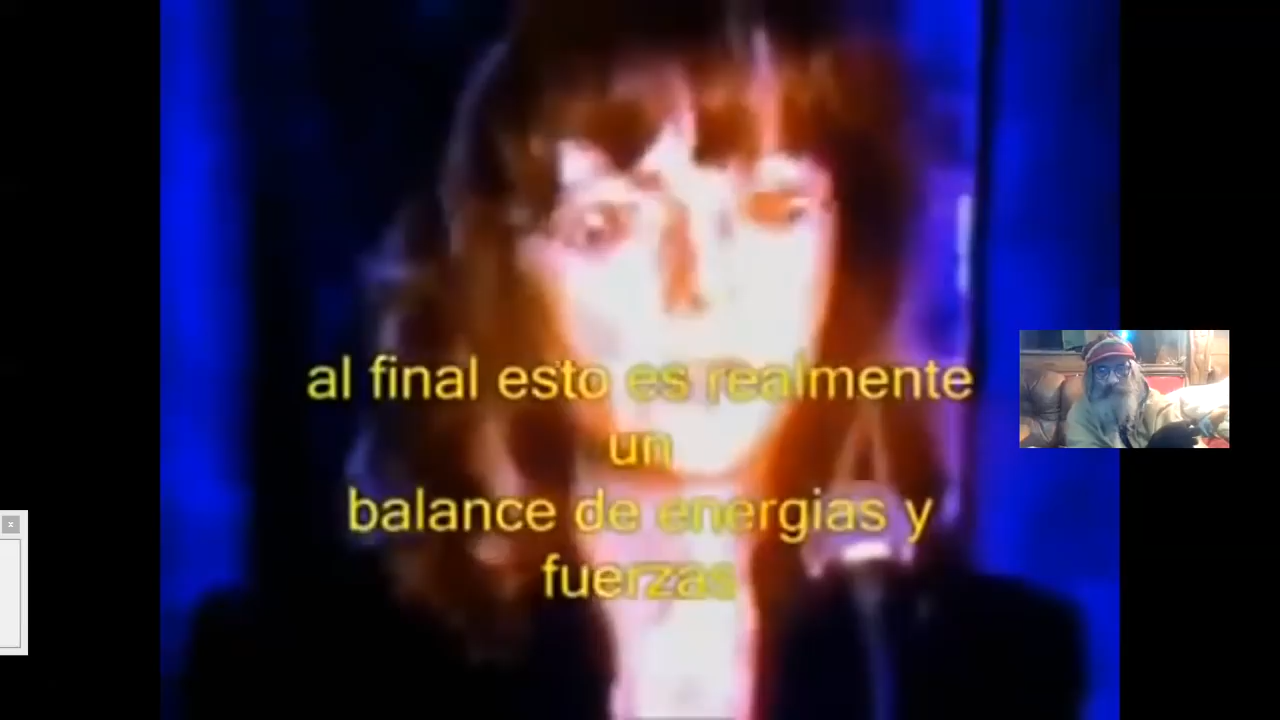 al final esto es realmente
un
balance de energias y
fuerzas